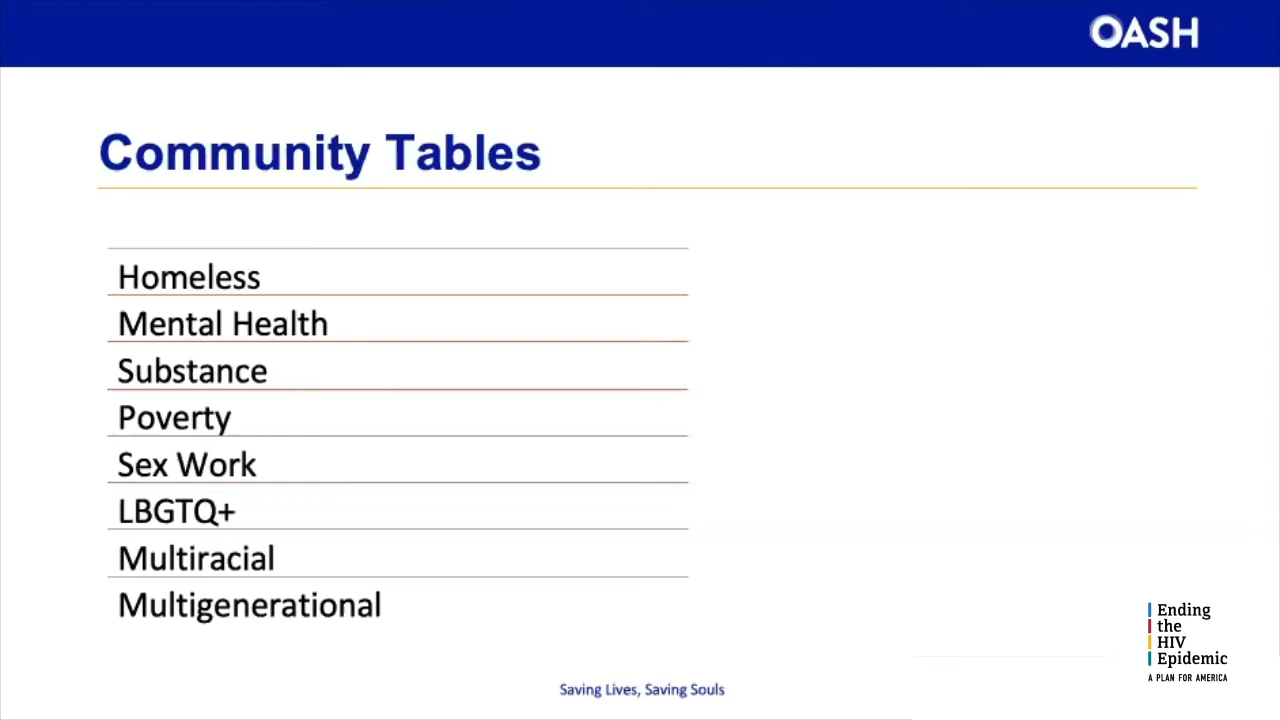 OASH
Community Tables
Homeless
Mental Health
Substance
Poverty
Sex Work
LBGTQ+
Multiracial
Multigenerational
Ending
the
HIV
Epidemic
A PLAN FOR AMERICA
Saving Lives, Saving Souls